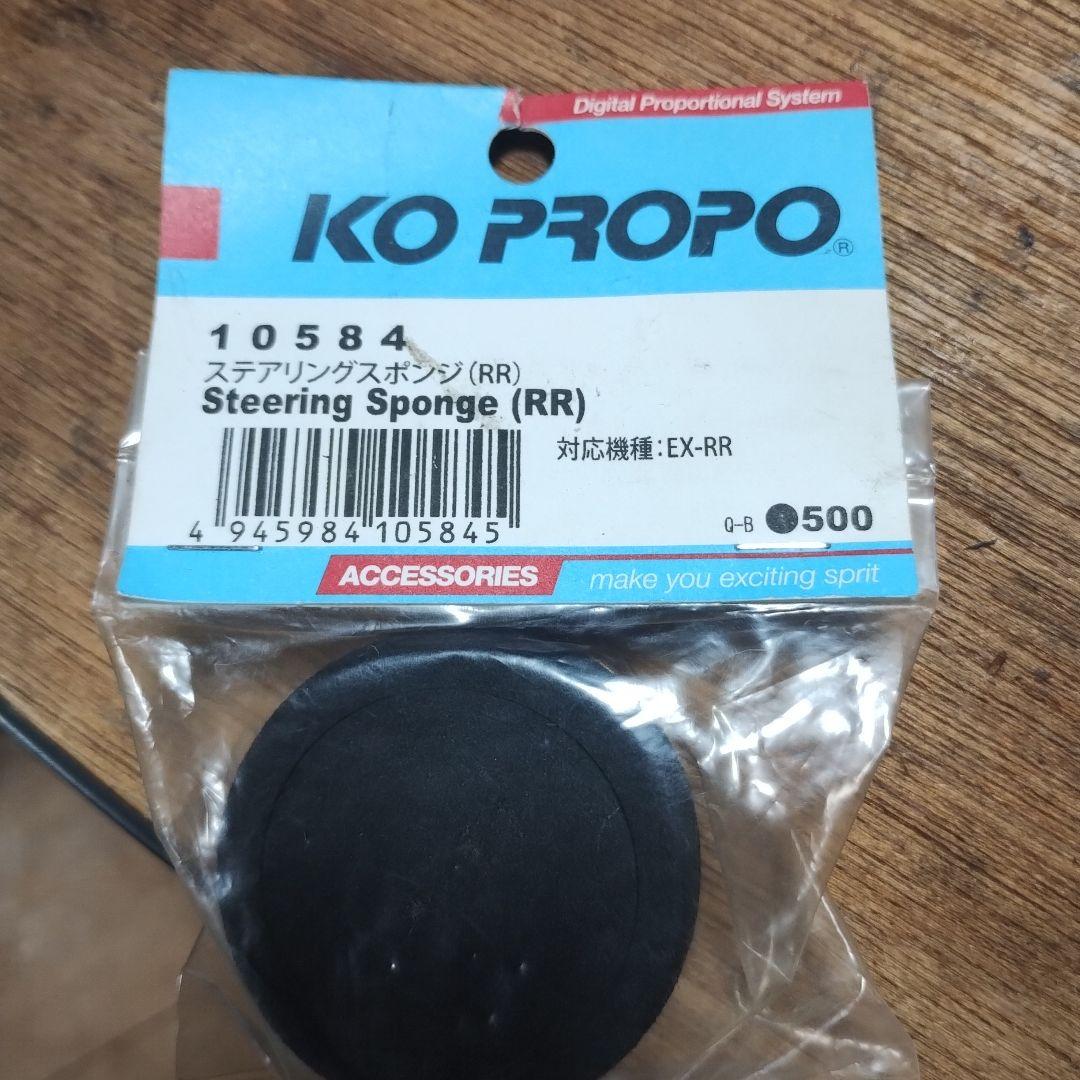 Digital Proportional System
KO PROPO®
10584
ステアリングスポンジ(RR)
Steering Sponge (RR)
対応機種:EX-RR
4 945984 105845
Q-B ●500
ACCESSORIES
make you exciting sprit